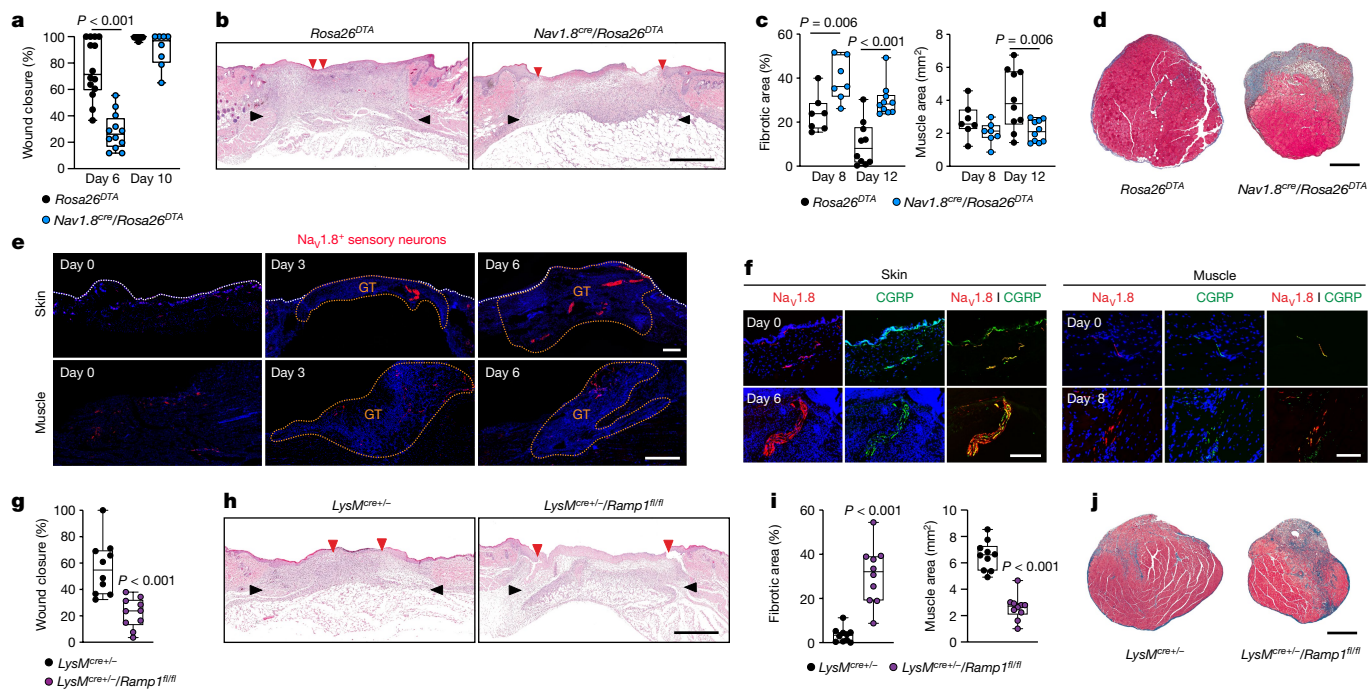 a
P < 0.001
Wound closure (%)
100
80
60
40
20
0
Day 6 Day 10
Rosa26DTA
Nav1.8cre/Rosa26DTA
b
Rosa26DTA Nav1.8cre/Rosa26DTA
c
P = 0.006
P < 0.001
Fibrotic area (%)
60
40
20
0
Day 8 Day 12
P = 0.006
Muscle area (mm2)
8
6
4
2
0
Day 8 Day 12
Rosa26DTA Nav1.8cre/Rosa26DTA
d
Rosa26DTA Nav1.8cre/Rosa26DTA
e
NaV1.8+ sensory neurons
Skin
Day 0 Day 3 Day 6
GT GT
Muscle
Day 0 Day 3 Day 6
GT GT
f
Skin
NaV1.8 CGRP NaV1.8 I CGRP
Day 0
Day 6
Muscle
NaV1.8 CGRP NaV1.8 I CGRP
Day 0
Day 8
g
Wound closure (%)
100
80
60
40
20
0
P < 0.001
LysMcre+/–
LysMcre+/–/Ramp1fl/fl
h
LysMcre+/– LysMcre+/–/Ramp1fl/fl
i
Fibrotic area (%)
60
40
20
0
P < 0.001
Muscle area (mm2)
10
8
6
4
2
0
P < 0.001
LysMcre+/– LysMcre+/–/Ramp1fl/fl
j
LysMcre+/– LysMcre+/–/Ramp1fl/fl